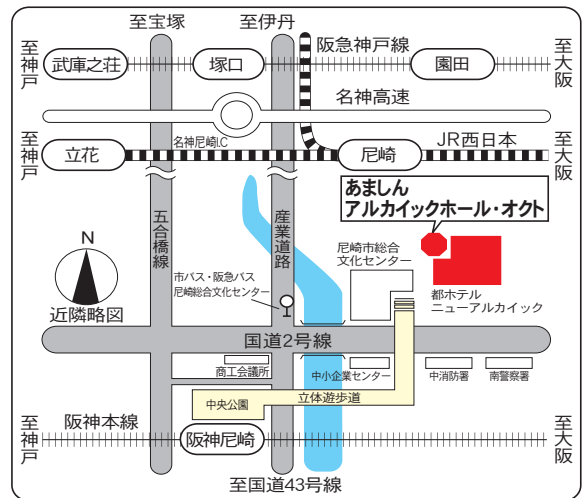 至宝塚
至伊丹
至神戸
武庫之荘
塚口
阪急神戸線
園田
至大阪
名神高速
至神戸
立花
名神尼崎I.C
尼崎
JR西日本
至大阪
あましん
アルカイックホール・オクト
五合橋線
産業道路
尼崎市総合
文化センター
N
近隣略図
市バス・阪急バス
尼崎総合文化センター
都ホテル
ニューアルカイック
国道2号線
商工会議所
中小企業センター
中消防署
南警察署
中央公園
立体遊歩道
至神戸
阪神本線
阪神尼崎
至大阪
至国道43号線